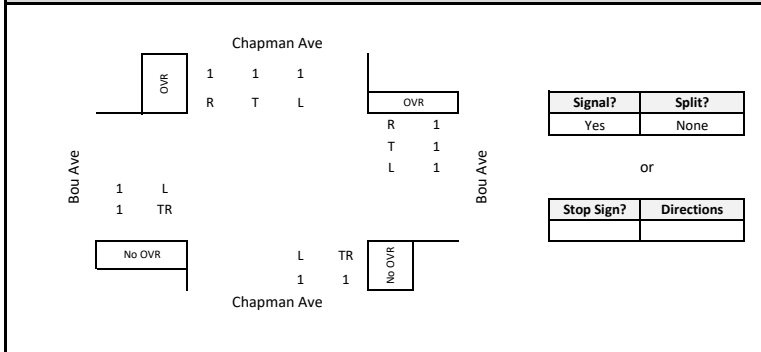 Chapman Ave
OVR
1 1 1
R T L
OVR
R 1
T 1
L 1
Bou Ave
Bou Ave
1 L
1 TR
No OVR
L TR
1 1
No OVR
Chapman Ave
Signal? Split?
Yes None
or
Stop Sign? Directions